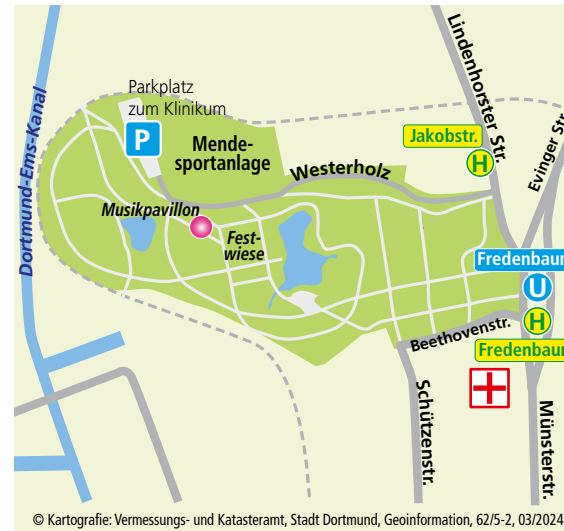 Lindenhorster Str.
Evinger Str.
Dortmund-Ems-Kanal
Parkplatz
zum Klinikum
P
Mende-
sportanlage
Jakobstr.
H
Westerholz
Musikpavillon
Fest-
wiese
Fredenbaum
U
H
Fredenbaum
Beethovenstr.
Schützenstr.
Münsterstr.
© Kartografie: Vermessungs- und Katasteramt, Stadt Dortmund, Geoinformation, 62/5-2, 03/2024